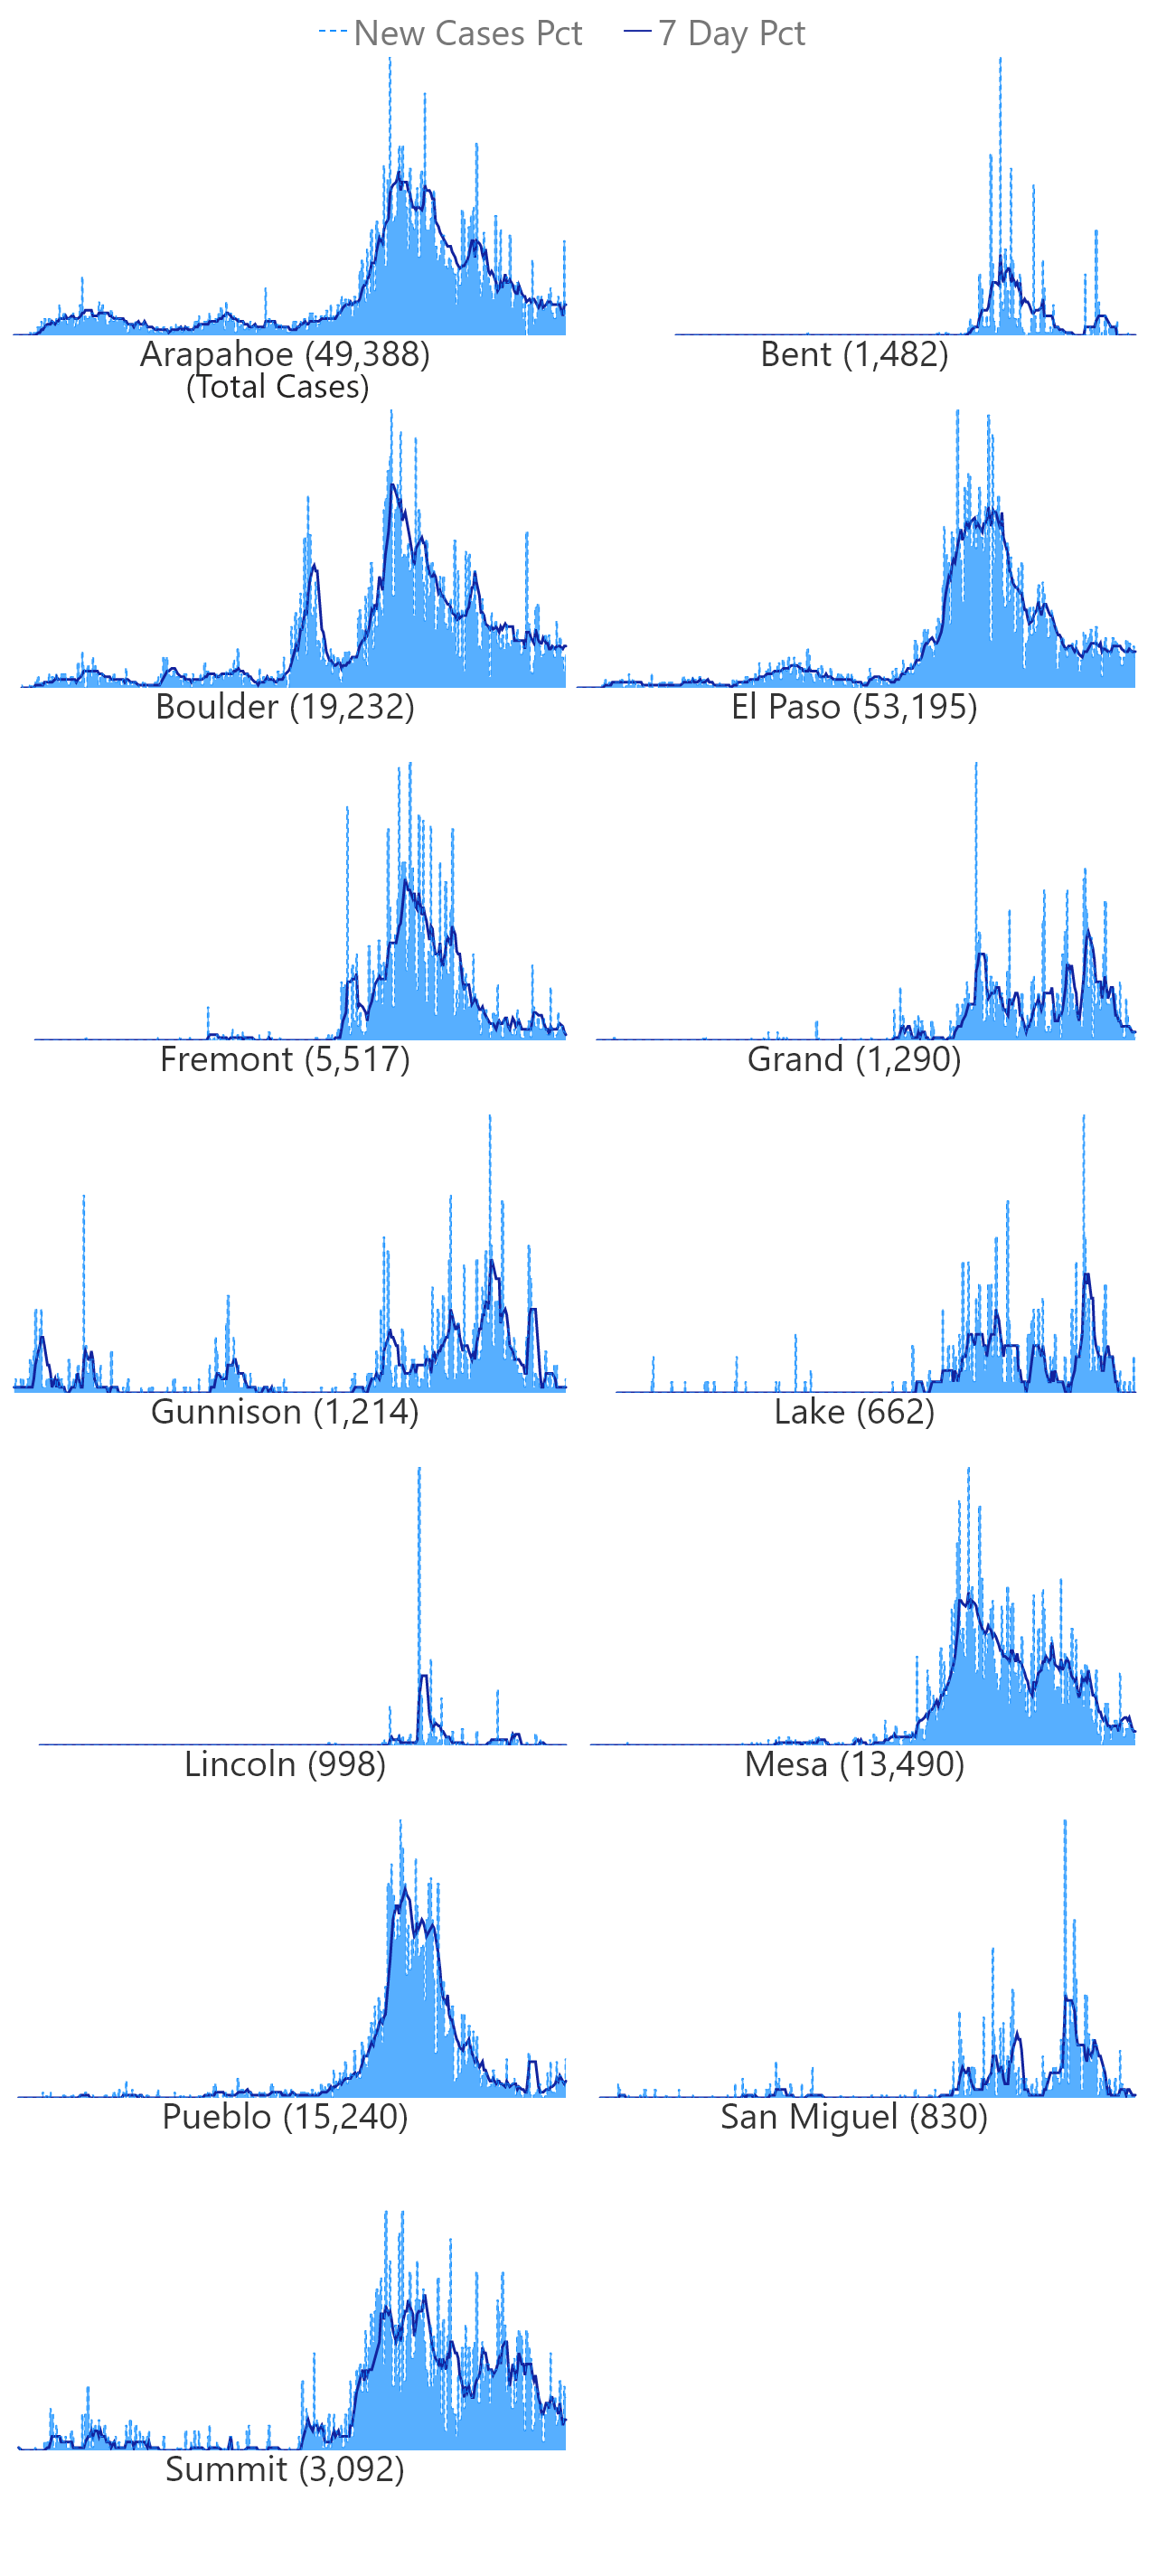 New Cases Pct 7 Day Pct
Arapahoe (49,388)
(Total Cases)
Bent (1,482)
Boulder (19,232)
El Paso (53,195)
Fremont (5,517)
Grand (1,290)
Gunnison (1,214)
Lake (662)
Lincoln (998)
Mesa (13,490)
Pueblo (15,240)
San Miguel (830)
Summit (3,092)